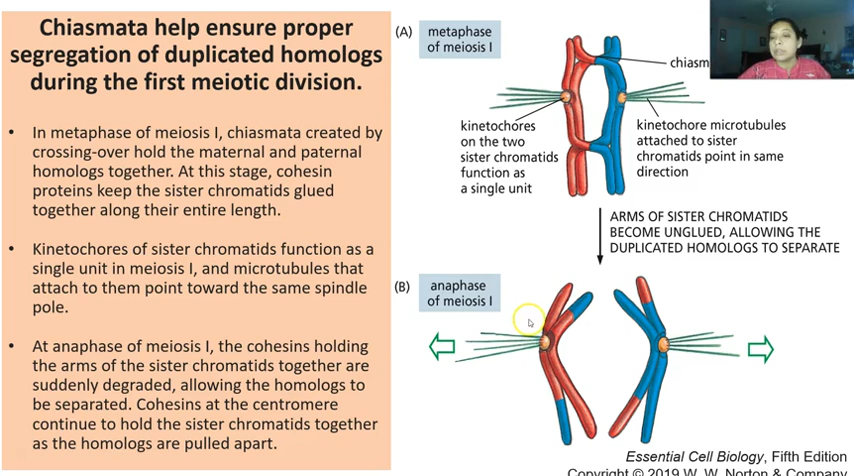 Chiasmata help ensure proper
segregation of duplicated homologs
during the first meiotic division.
• In metaphase of meiosis I, chiasmata created by
crossing-over hold the maternal and paternal
homologs together. At this stage, cohesin
proteins keep the sister chromatids glued
together along their entire length.
• Kinetochores of sister chromatids function as a
single unit in meiosis I, and microtubules that
attach to them point toward the same spindle
pole.
• At anaphase of meiosis I, the cohesins holding
the arms of the sister chromatids together are
suddenly degraded, allowing the homologs to
be separated. Cohesins at the centromere
continue to hold the sister chromatids together
as the homologs are pulled apart.
(A) metaphase
of meiosis I
chiasm
kinetochores
on the two
sister chromatids
function as
a single unit
kinetochore microtubules
attached to sister
chromatids point in same
direction
ARMS OF SISTER CHROMATIDS
BECOME UNGLUED, ALLOWING THE
DUPLICATED HOMOLOGS TO SEPARATE
(B) anaphase
of meiosis I
Essential Cell Biology, Fifth Edition
Copyright © 2019 W. W. Norton & Company